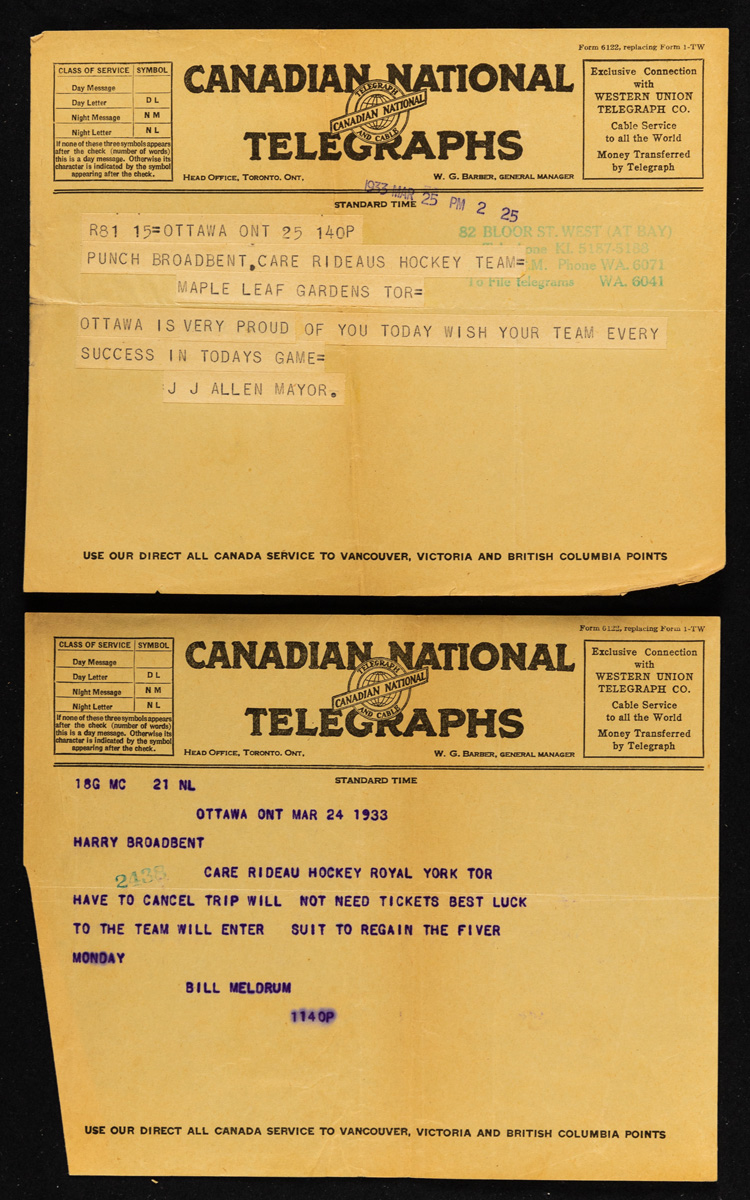 Form 6122, replacing Form 1-TW
CLASS OF SERVICE SYMBOL
Day Message
Day Letter D L
Night Message N M
Night Letter N L
If none of these three symbols appears
after the check (number of words)
this is a day message. Otherwise its
character is indicated by the symbol
appearing after the check.
CANADIAN NATIONAL
TELEGRAPH
CANADIAN NATIONAL
AND CABLE
TELEGRAPHS
HEAD OFFICE, TORONTO, ONT.
W. G. BARBER, GENERAL MANAGER
Exclusive Connection
with
WESTERN UNION
TELEGRAPH CO.
Cable Service
to all the World
Money Transferred
by Telegraph
1933 MAR 25 PM 2 25
STANDARD TIME
R81 15=OTTAWA ONT 25 140P
82 BLOOR ST. WEST (AT BAY)
KI. 5187-5188
PUNCH BROADBENT, CARE RIDEAUS HOCKEY TEAM=
M. Phone WA. 6071
MAPLE LEAF GARDENS TOR=
To File Telegrams WA. 6041
OTTAWA IS VERY PROUD OF YOU TODAY WISH YOUR TEAM EVERY
SUCCESS IN TODAYS GAME=
J J ALLEN MAYOR.
USE OUR DIRECT ALL CANADA SERVICE TO VANCOUVER, VICTORIA AND BRITISH COLUMBIA POINTS
Form 6122, replacing Form 1-TW
CLASS OF SERVICE SYMBOL
Day Message
Day Letter D L
Night Message N M
Night Letter N L
If none of these three symbols appears
after the check (number of words)
this is a day message. Otherwise its
character is indicated by the symbol
appearing after the check.
CANADIAN NATIONAL
TELEGRAPH
CANADIAN NATIONAL
AND CABLE
TELEGRAPHS
HEAD OFFICE, TORONTO, ONT.
W. G. BARBER, GENERAL MANAGER
Exclusive Connection
with
WESTERN UNION
TELEGRAPH CO.
Cable Service
to all the World
Money Transferred
by Telegraph
STANDARD TIME
18G MC 21 NL
OTTAWA ONT MAR 24 1933
HARRY BROADBENT
2438
CARE RIDEAU HOCKEY ROYAL YORK TOR
HAVE TO CANCEL TRIP WILL NOT NEED TICKETS BEST LUCK
TO THE TEAM WILL ENTER SUIT TO REGAIN THE FIVER
MONDAY
BILL MELDRUM
1140P
USE OUR DIRECT ALL CANADA SERVICE TO VANCOUVER, VICTORIA AND BRITISH COLUMBIA POINTS